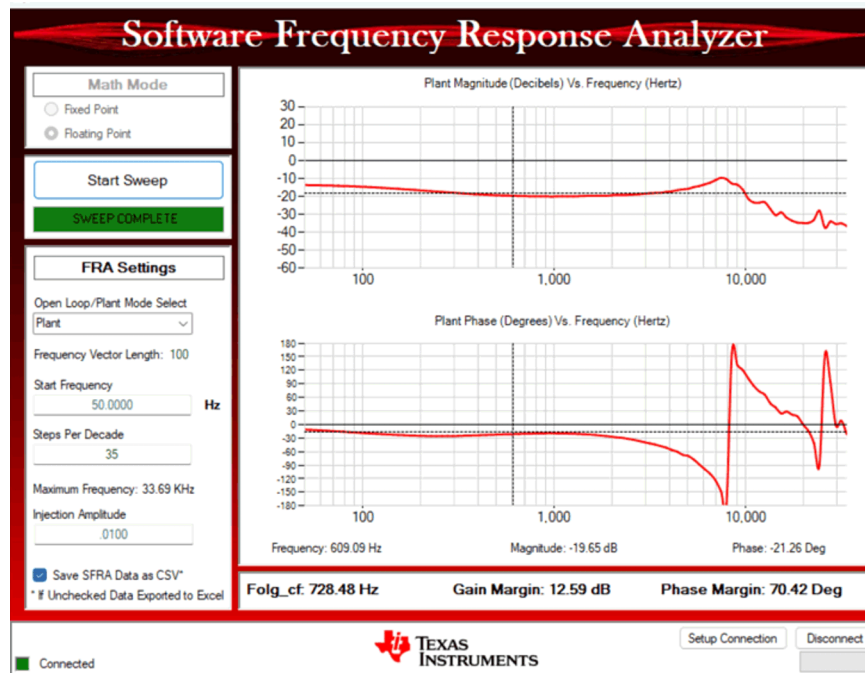 Software Frequency Response Analyzer
Math Mode
Fixed Point
Floating Point
Start Sweep
SWEEP COMPLETE
FRA Settings
Open Loop/Plant Mode Select
Plant
Frequency Vector Length: 100
Start Frequency
50.0000 Hz
Steps Per Decade
35
Maximum Frequency: 33.69 KHz
Injection Amplitude
.0100
Save SFRA Data as CSV*
* If Unchecked Data Exported to Excel
Plant Magnitude (Decibels) Vs. Frequency (Hertz)
30
20
10
0
-10
-20
-30
-40
-50
-60
100 1,000 10,000
Plant Phase (Degrees) Vs. Frequency (Hertz)
180
150
120
90
60
30
0
-30
-60
-90
-120
-150
-180
100 1,000 10,000
Frequency: 609.09 Hz Magnitude: -19.65 dB Phase: -21.26 Deg
Folg_cf: 728.48 Hz Gain Margin: 12.59 dB Phase Margin: 70.42 Deg
Connected
TEXAS
INSTRUMENTS
Setup Connection Disconnect